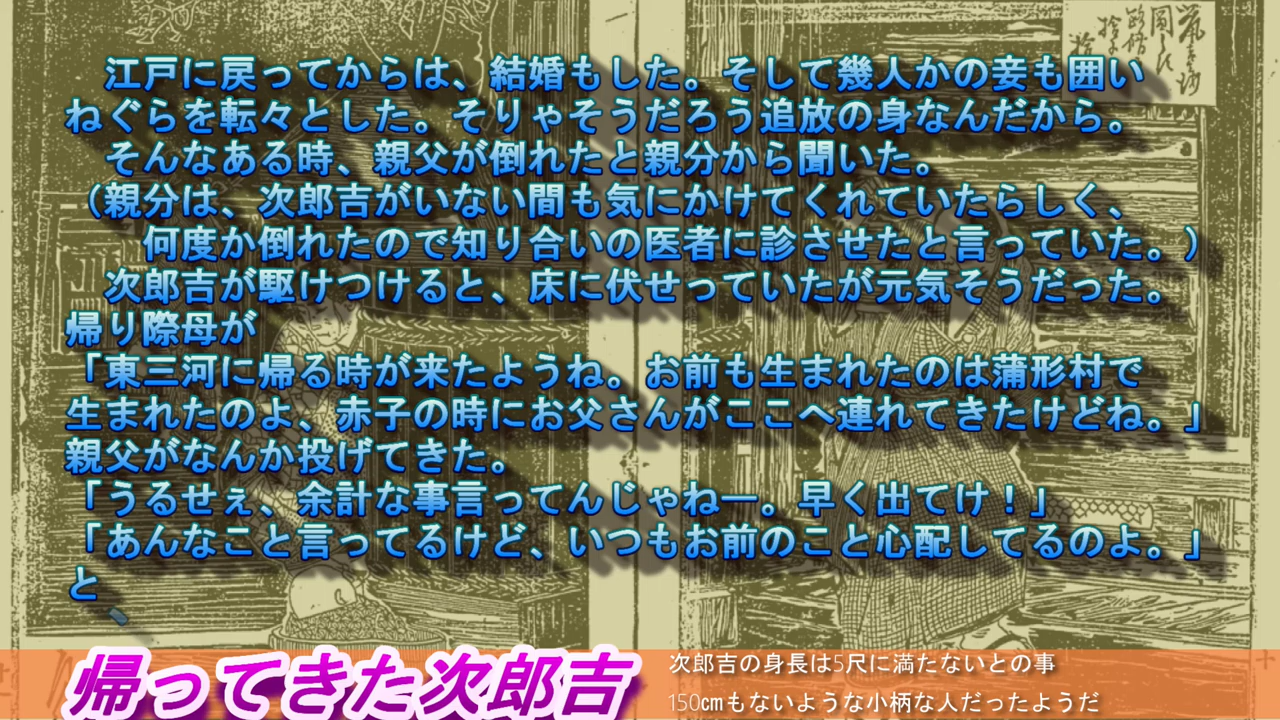 江戸に戻ってからは、結婚もした。そして幾人かの妾も囲い
ねぐらを転々とした。そりゃそうだろう追放の身なんだから。
そんなある時、親父が倒れたと親分から聞いた。
（親分は、次郎吉がいない間も気にかけてくれていたらしく、
何度か倒れたので知り合いの医者に診させたと言っていた。）
次郎吉が駆けつけると、床に伏せっていたが元気そうだった。
帰り際母が
「東三河に帰る時が来たようね。お前も生まれたのは蒲形村で
生まれたのよ、赤子の時にお父さんがここへ連れてきたけどね。」
親父がなんか投げてきた。
「うるせぇ、余計な事言ってんじゃねー。早く出てけ！」
「あんなこと言ってるけど、いつもお前のこと心配してるのよ。」
と
帰ってきた次郎吉
次郎吉の身長は5尺に満たないとの事
150㎝もないような小柄な人だったようだ